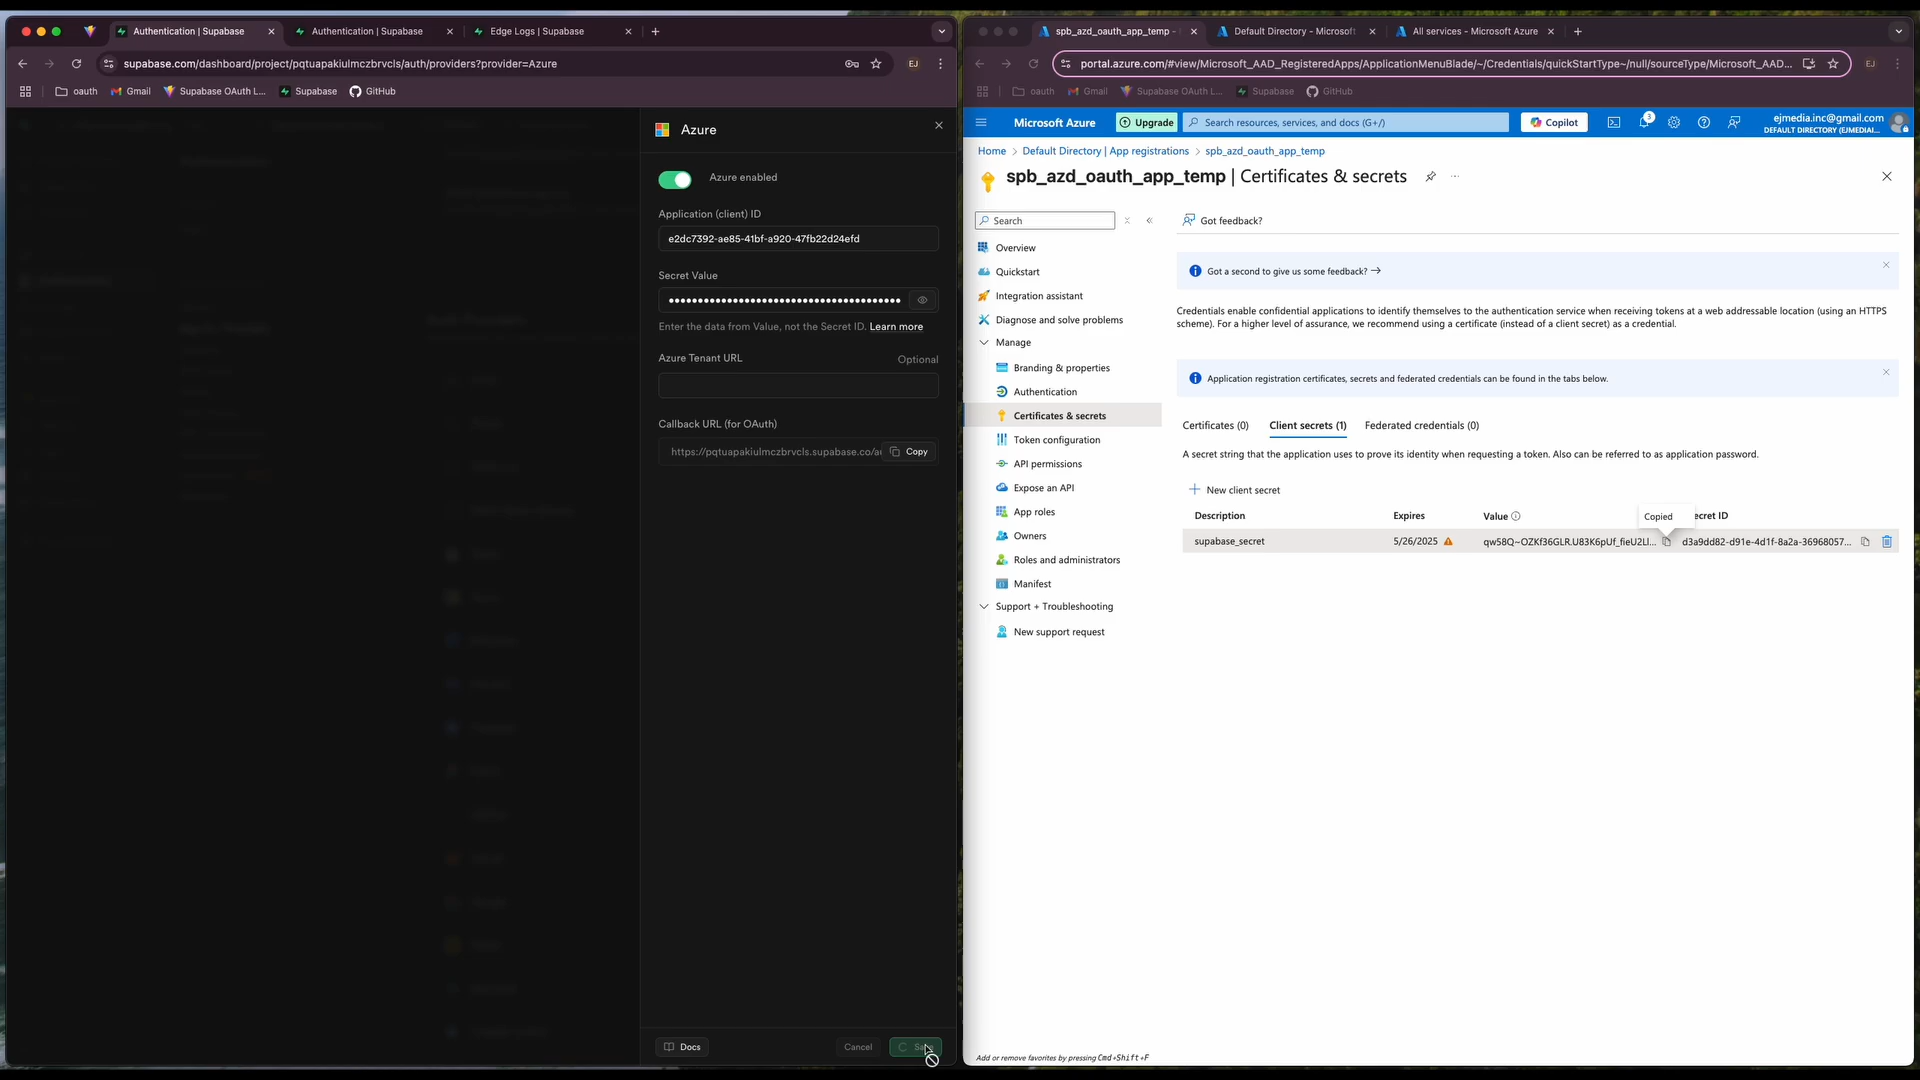 Authentication | Supabase
Authentication | Supabase
Edge Logs | Supabase
supabase.com/dashboard/project/pqtuapakiulmczbrvcls/auth/providers?provider=Azure
EJ
oauth
Gmail
Supabase OAuth L...
Supabase
GitHub
Azure
Azure enabled
Application (client) ID
e2dc7392-ae85-41bf-a920-47fb22d24efd
Secret Value
••••••••••••••••••••••••••••••••••••••••
Enter the data from Value, not the Secret ID. Learn more
Azure Tenant URL
Optional
Callback URL (for OAuth)
https://pqtuapakiulmczbrvcls.supabase.co/a
Copy
Docs
Cancel
spb_azd_oauth_app_temp -
Default Directory - Microsoft
All services - Microsoft Azure
portal.azure.com/#view/Microsoft_AAD_RegisteredApps/ApplicationMenuBlade/~/Credentials/quickStartType~/null/sourceType/Microsoft_AAD...
EJ
oauth
Gmail
Supabase OAuth L...
Supabase
GitHub
Microsoft Azure
Upgrade
Search resources, services, and docs (G+/)
Copilot
3
ejmedia.inc@gmail.com
DEFAULT DIRECTORY (EJMEDIAI...
Home > Default Directory | App registrations > spb_azd_oauth_app_temp
spb_azd_oauth_app_temp | Certificates & secrets
...
Search
Got feedback?
Overview
Quickstart
Integration assistant
Diagnose and solve problems
Manage
Branding & properties
Authentication
Certificates & secrets
Token configuration
API permissions
Expose an API
App roles
Owners
Roles and administrators
Manifest
Support + Troubleshooting
New support request
Got a second to give us some feedback?
Credentials enable confidential applications to identify themselves to the authentication service when receiving tokens at a web addressable location (using an HTTPS
scheme). For a higher level of assurance, we recommend using a certificate (instead of a client secret) as a credential.
Application registration certificates, secrets and federated credentials can be found in the tabs below.
Certificates (0)
Client secrets (1)
Federated credentials (0)
A secret string that the application uses to prove its identity when requesting a token. Also can be referred to as application password.
New client secret
Description
Expires
Value
Copied
ecret ID
supabase_secret
5/26/2025
qw58Q~OZKf36GLR.U83K6pUf_fieU2Ll...
d3a9dd82-d91e-4d1f-8a2a-36968057...
Add or remove favorites by pressing Cmd+Shift+F